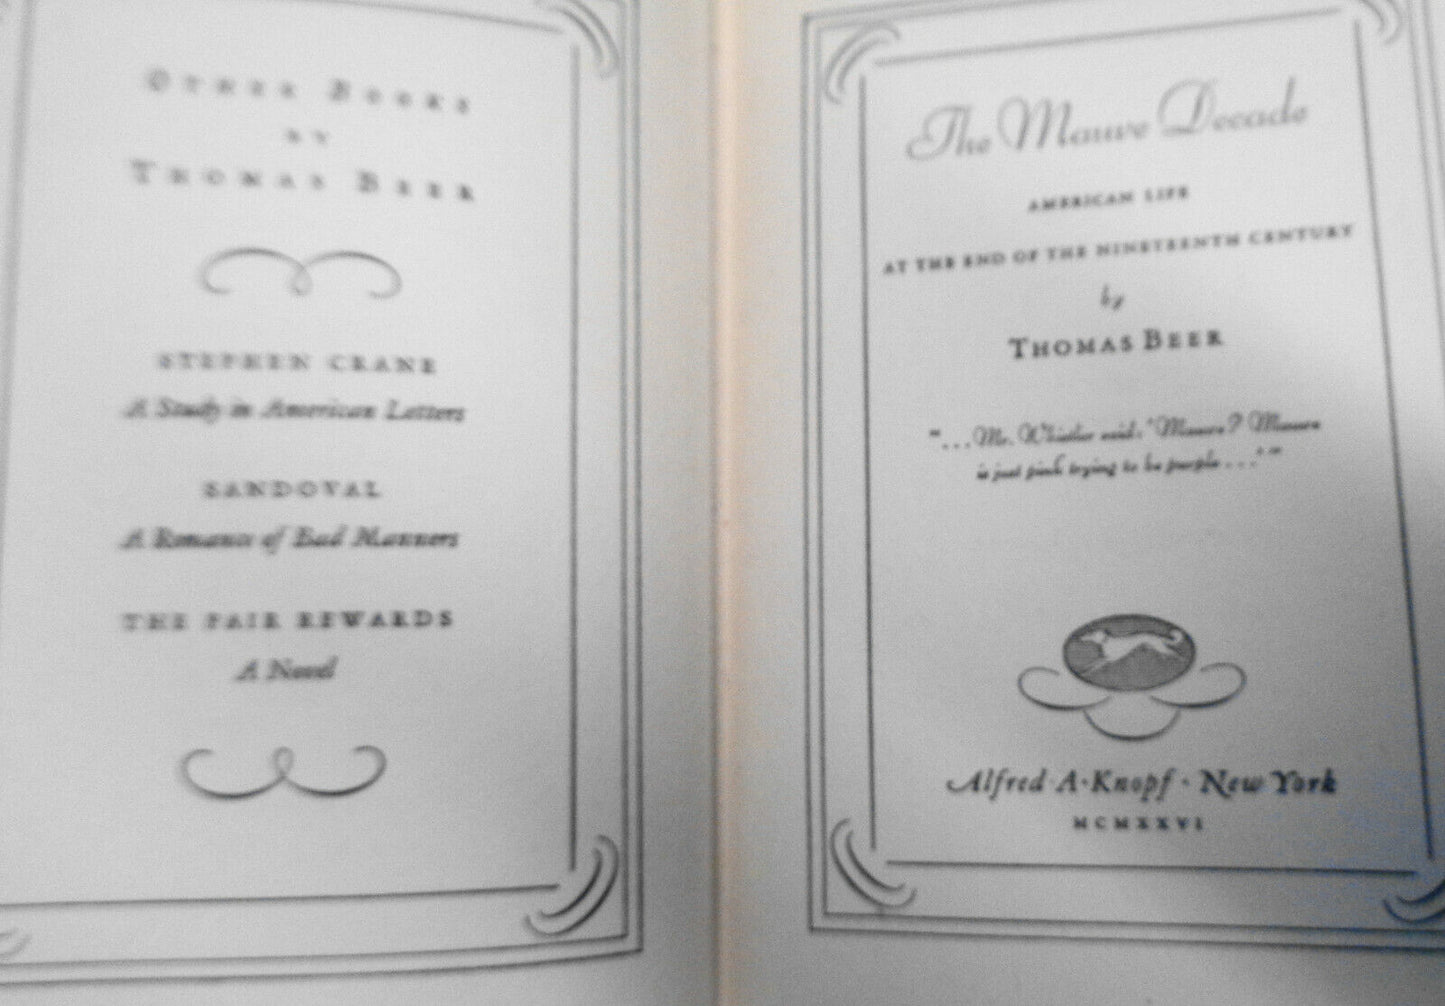 OTHER BOOKS
BY
THOMAS BEER
STEPHEN CRANE
A Study in American Letters
SANDOVAL
A Romance of Bad Manners
THE FAIR REWARDS
A Novel
The Mauve Decade
AMERICAN LIFE
AT THE END OF THE NINETEENTH CENTURY
by
THOMAS BEER
"...Mr. Whistler said: 'Mauve? Mauve
is just pink trying to be purple...'"
Alfred · A · Knopf · New York
MCMXXVI